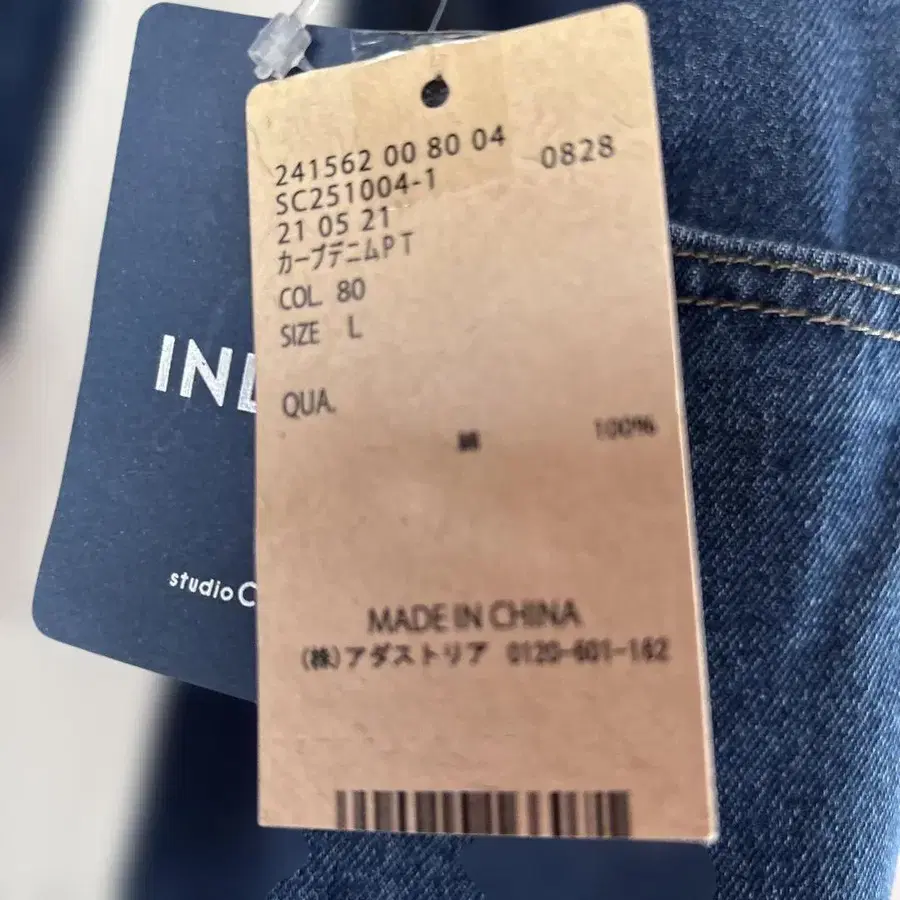 241562 00 80 04 0828
SC251004-1
21 05 21
カーブデニムPT
COL. 80
SIZE L
QUA.
綿 100%
MADE IN CHINA
(株)アダストリア 0120-601-162
IND
studio C